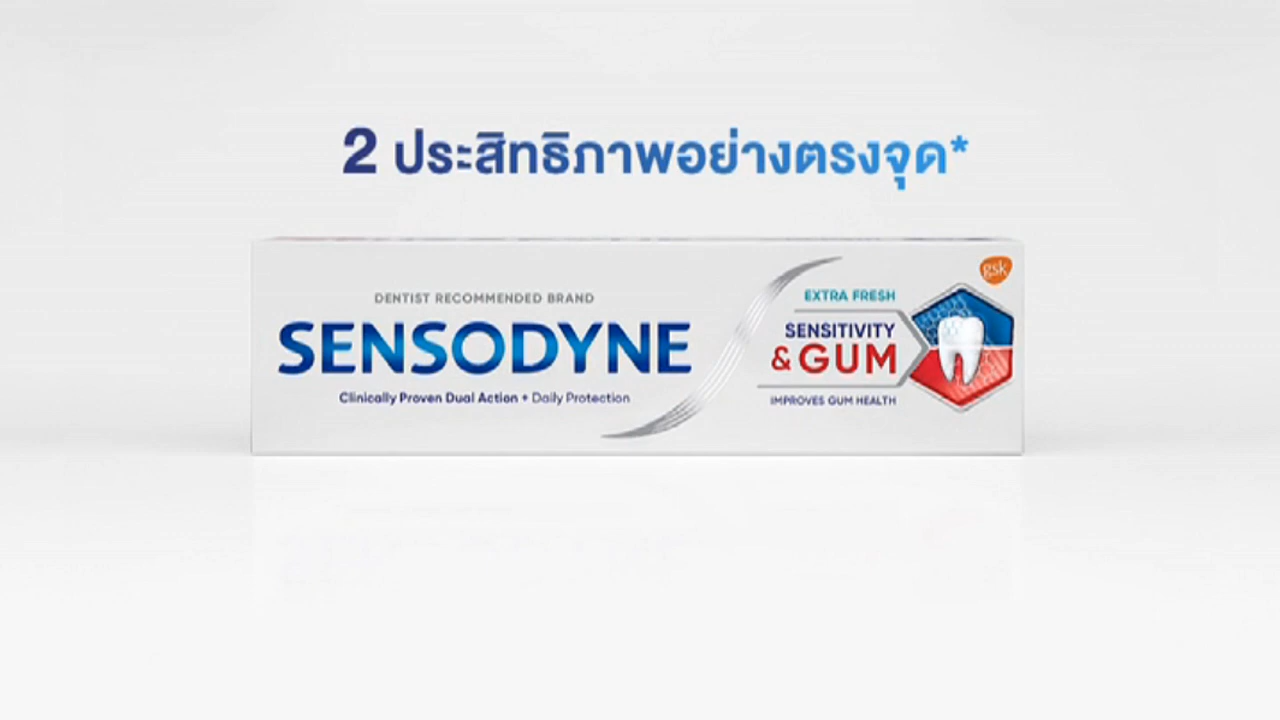 2 ประสิทธิภาพอย่างตรงจุด*
gsk
DENTIST RECOMMENDED BRAND
SENSODYNE
Clinically Proven Dual Action + Daily Protection
EXTRA FRESH
SENSITIVITY
& GUM
IMPROVES GUM HEALTH